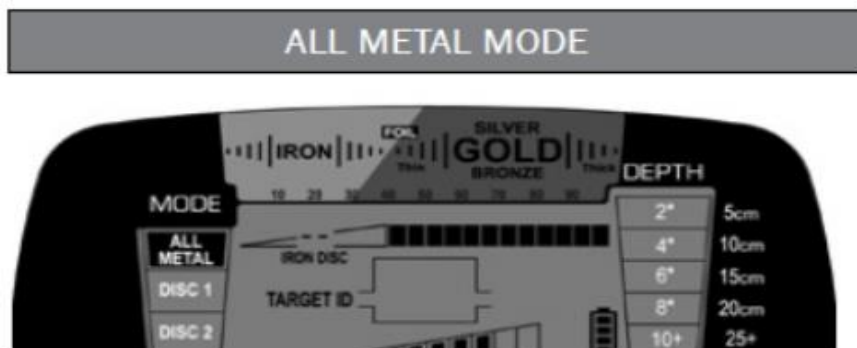 ALL METAL MODE
IRON
FOIL
Thin
SILVER
GOLD
BRONZE
Thick
10 20 30 40 50 60 70 80 90
MODE
ALL
METAL
DISC 1
DISC 2
IRON DISC
TARGET ID
DEPTH
2" 5cm
4" 10cm
6" 15cm
8" 20cm
10+ 25+